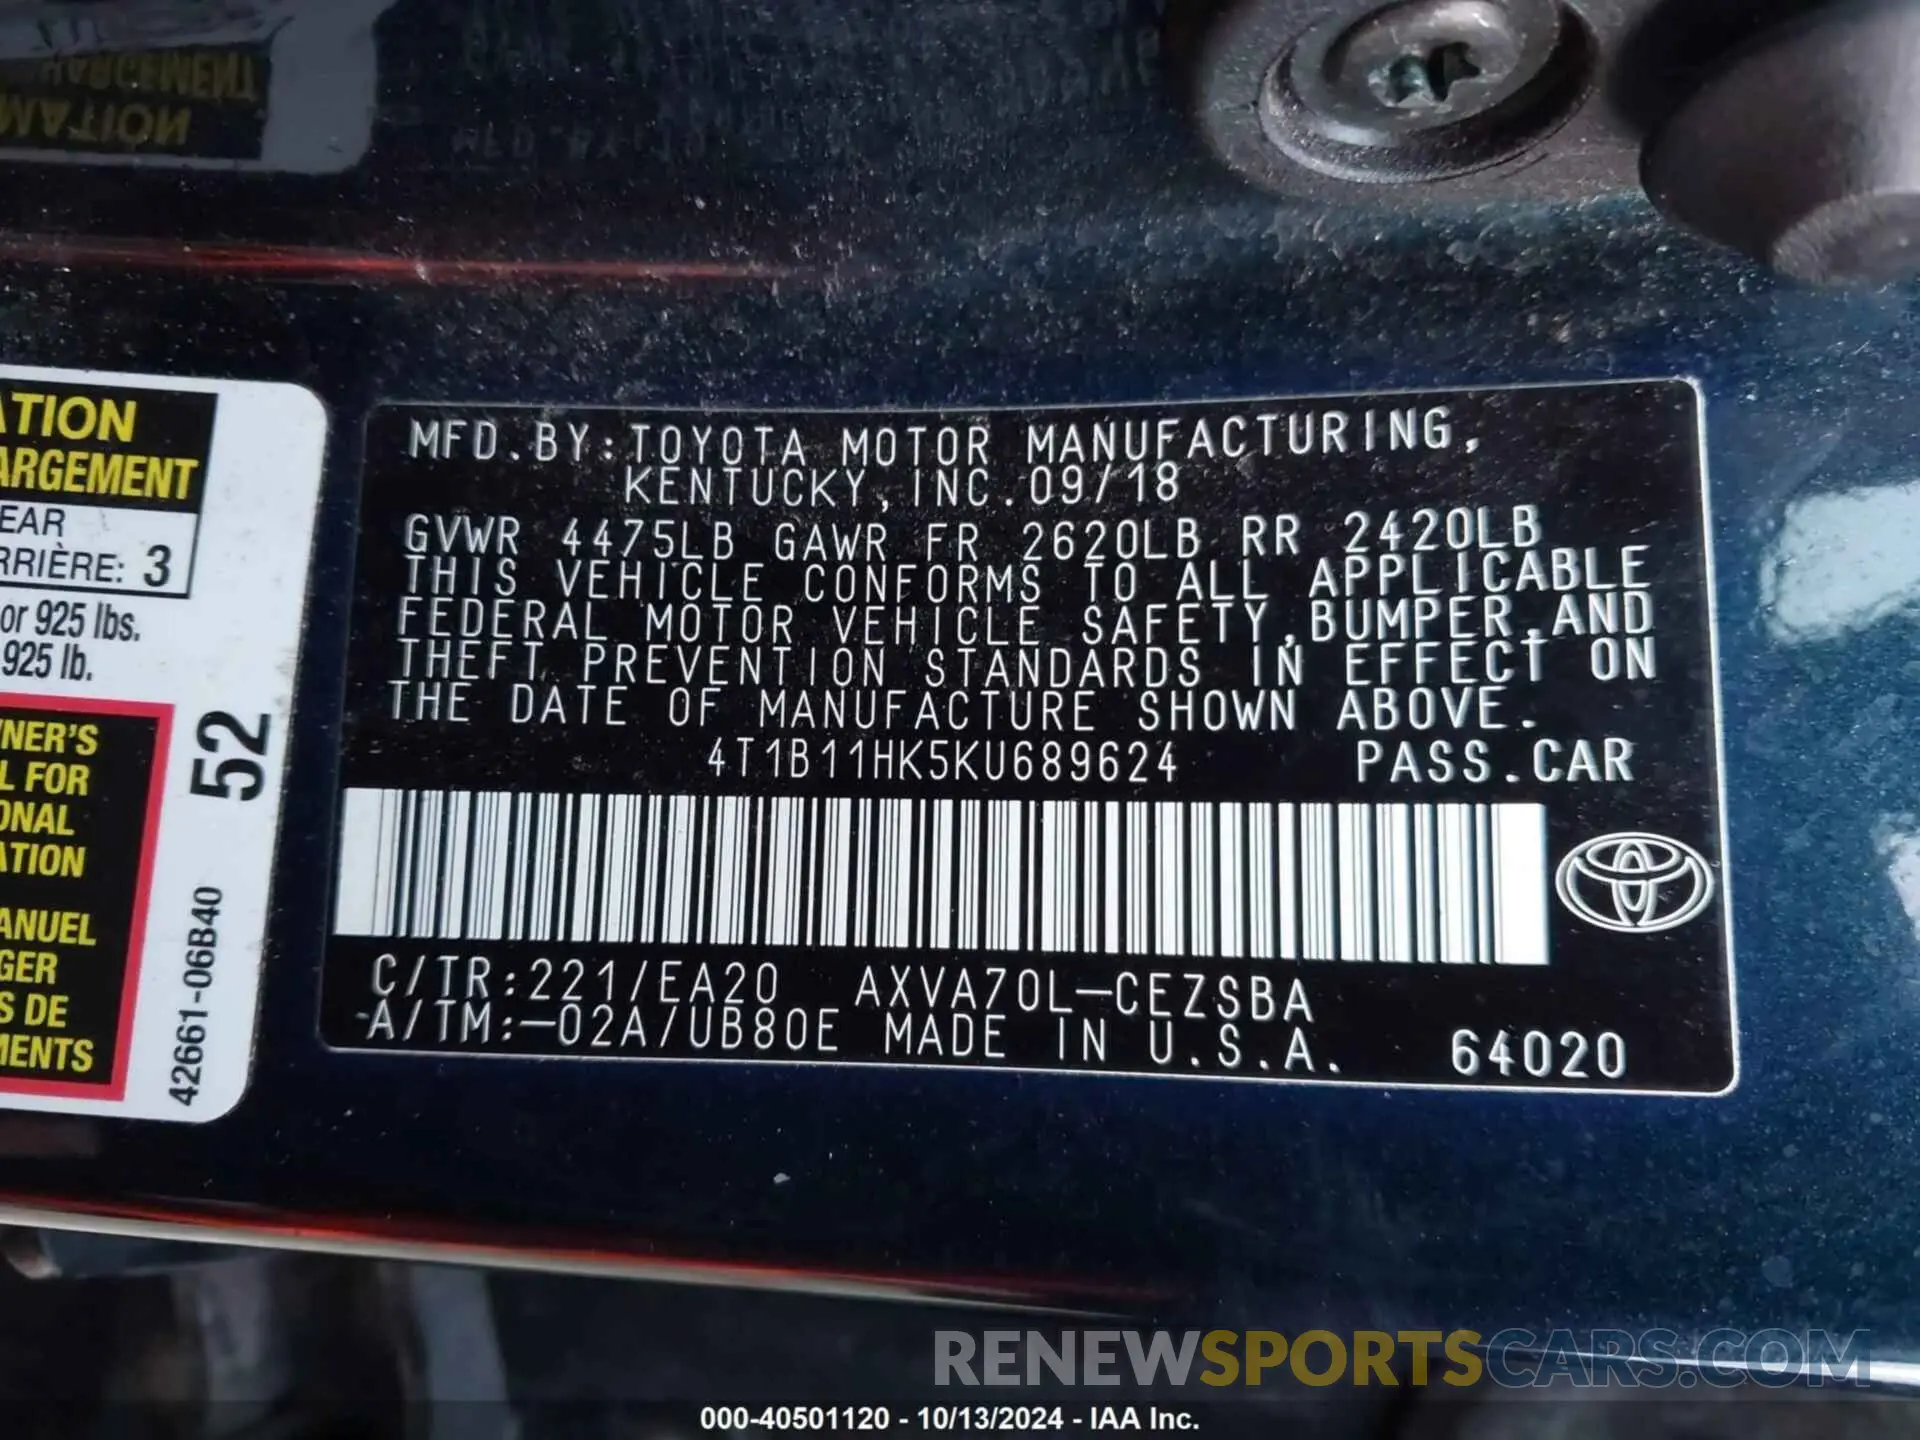 HARGEMENT
MATION
ATION
ARGEMENT
EAR
RRIÈRE: 3
or 925 lbs.
925 lb.
NER'S
L FOR
ONAL
ATION
ANUEL
GER
S DE
MENTS
52
42661-06B40
MFD.BY:TOYOTA MOTOR MANUFACTURING,
KENTUCKY,INC.09/18
GVWR 4475LB GAWR FR 2620LB RR 2420LB
THIS VEHICLE CONFORMS TO ALL APPLICABLE
FEDERAL MOTOR VEHICLE SAFETY,BUMPER,AND
THEFT PREVENTION STANDARDS IN EFFECT ON
THE DATE OF MANUFACTURE SHOWN ABOVE.
4T1B11HK5KU689624 PASS.CAR
C/TR:221/EA20 AXVA70L-CEZSBA
A/TM:-02A/UB80E MADE IN U.S.A. 64020
RENEWSPORTSCARS.COM
000-40501120 - 10/13/2024 - IAA Inc.